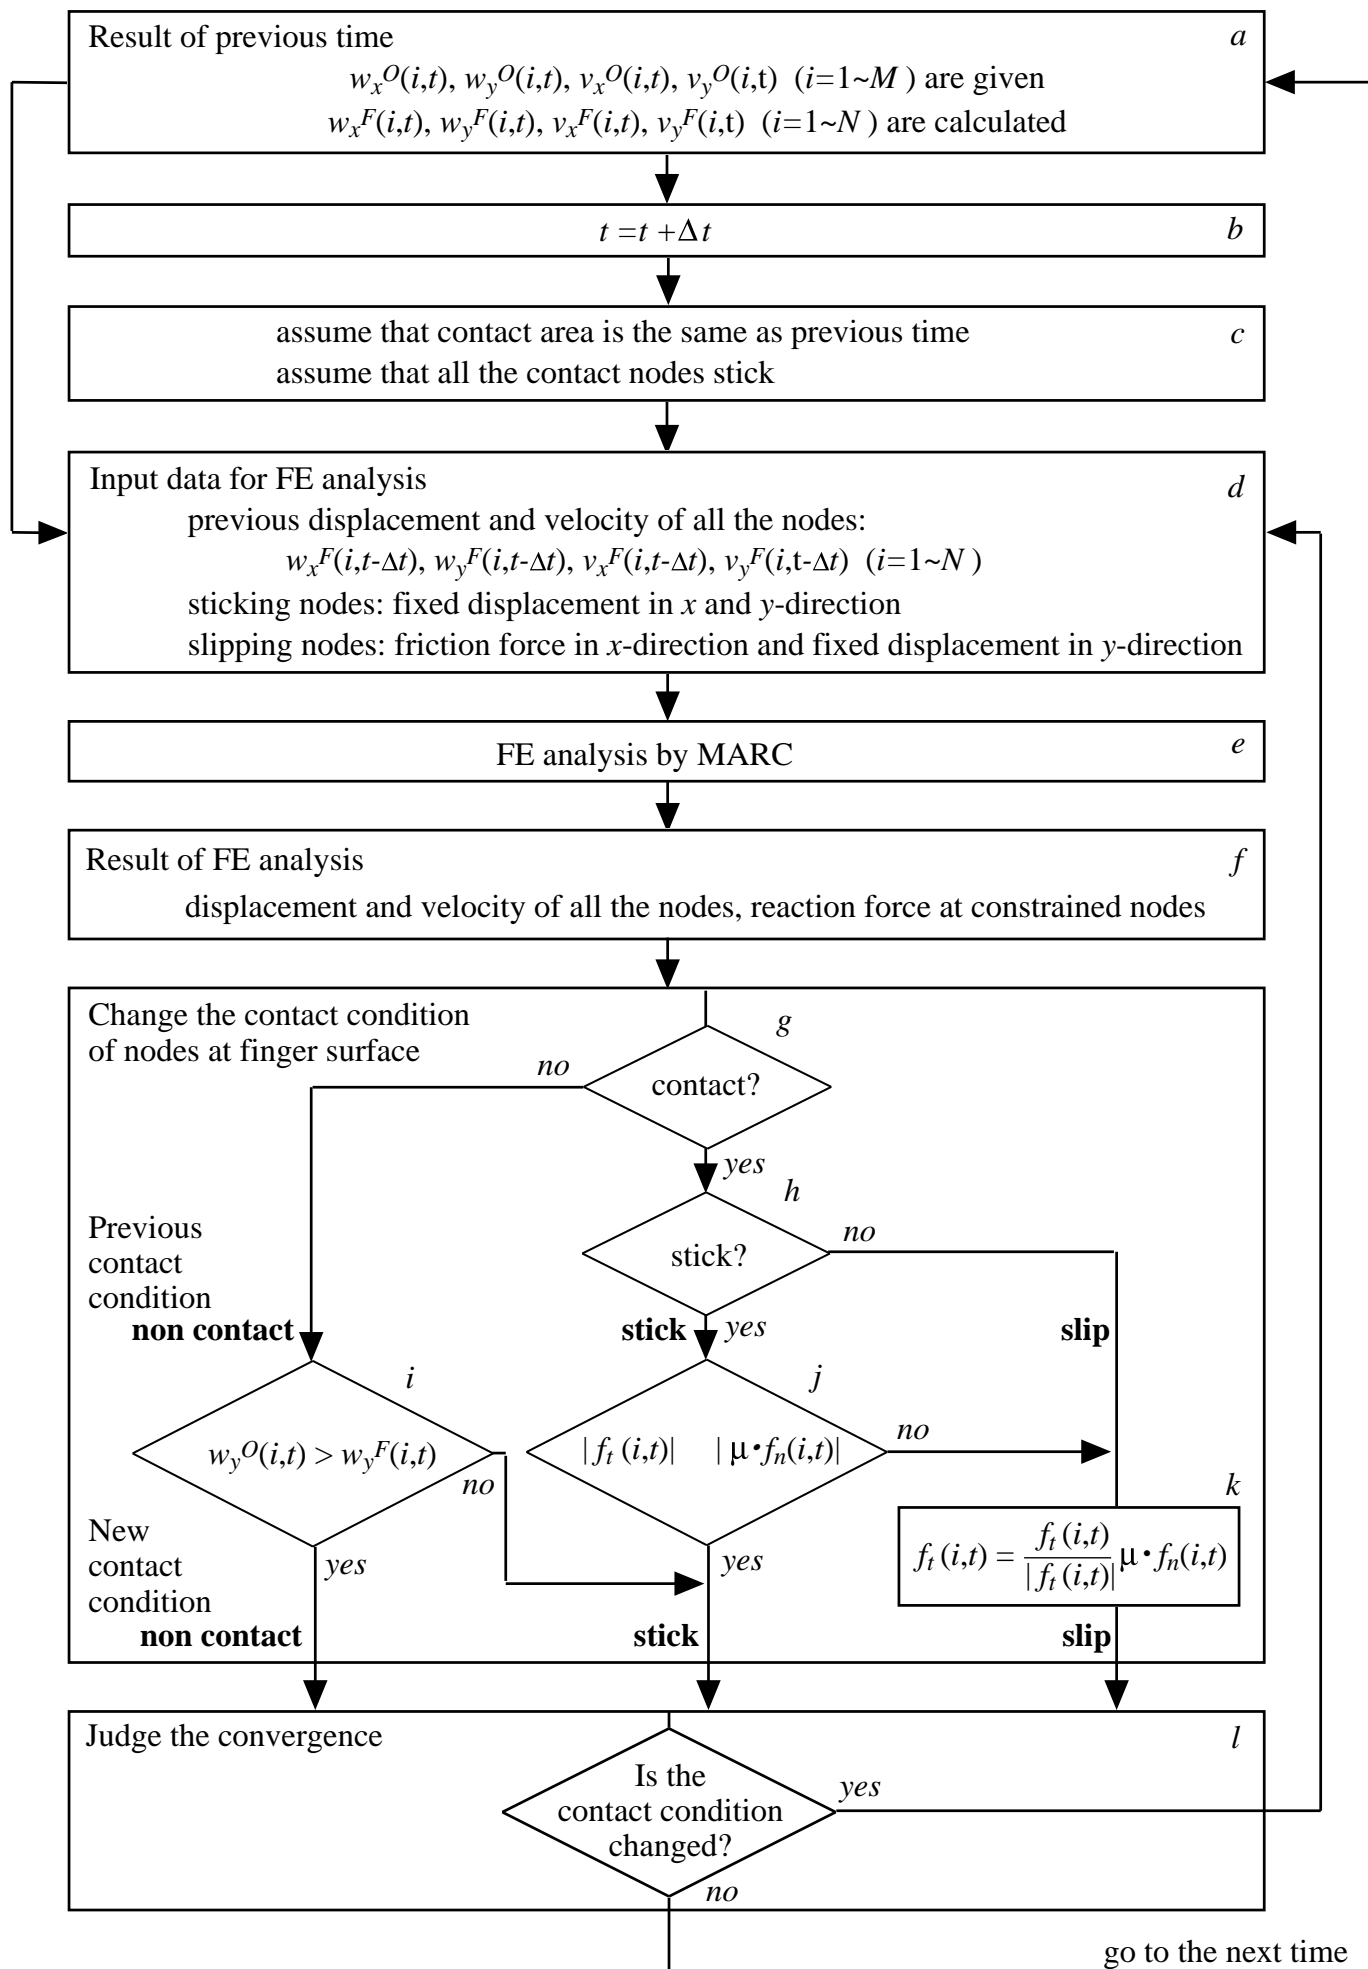 Result of previous time a
w_x^O(i,t), w_y^O(i,t), v_x^O(i,t), v_y^O(i,t) (i=1~M ) are given
w_x^F(i,t), w_y^F(i,t), v_x^F(i,t), v_y^F(i,t) (i=1~N ) are calculated
t =t +Δt b
assume that contact area is the same as previous time c
assume that all the contact nodes stick
Input data for FE analysis d
previous displacement and velocity of all the nodes:
w_x^F(i,t-Δt), w_y^F(i,t-Δt), v_x^F(i,t-Δt), v_y^F(i,t-Δt) (i=1~N )
sticking nodes: fixed displacement in x and y-direction
slipping nodes: friction force in x-direction and fixed displacement in y-direction
FE analysis by MARC e
Result of FE analysis f
displacement and velocity of all the nodes, reaction force at constrained nodes
Change the contact condition
of nodes at finger surface
g
contact?
no
yes
h
stick?
no
yes
Previous
contact
condition
non contact stick slip
i
w_y^O(i,t) > w_y^F(i,t)
no
yes
j
|f_t (i,t)| |μ•f_n(i,t)|
no
yes
k
f_t (i,t) = f_t (i,t) / |f_t (i,t)| μ•f_n(i,t)
New
contact
condition
non contact stick slip
Judge the convergence l
Is the
contact condition
changed?
yes
no
go to the next time